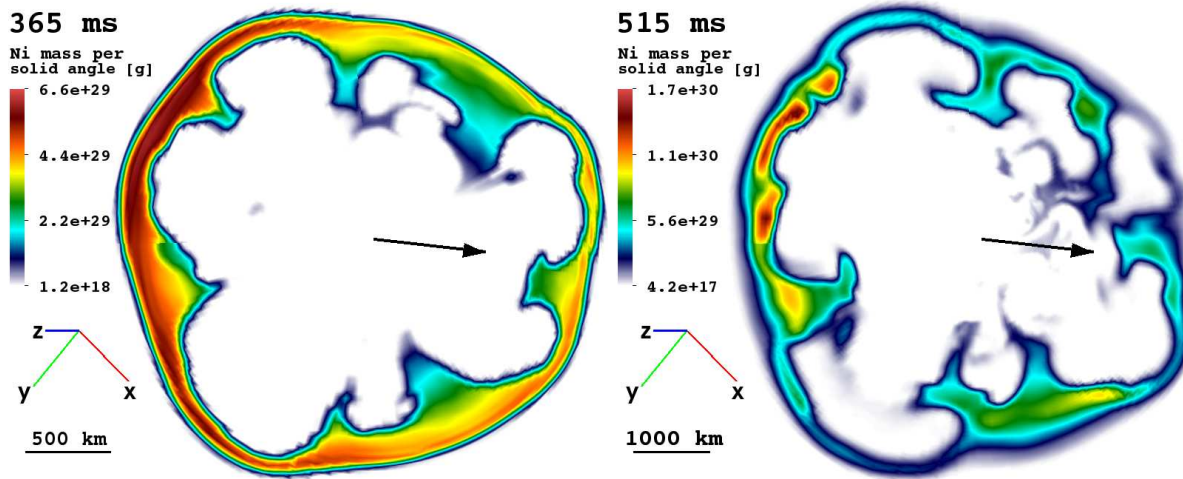 365 ms
Ni mass per
solid angle [g]
6.6e+29
4.4e+29
2.2e+29
1.2e+18
z
y
x
500 km
515 ms
Ni mass per
solid angle [g]
1.7e+30
1.1e+30
5.6e+29
4.2e+17
z
y
x
1000 km